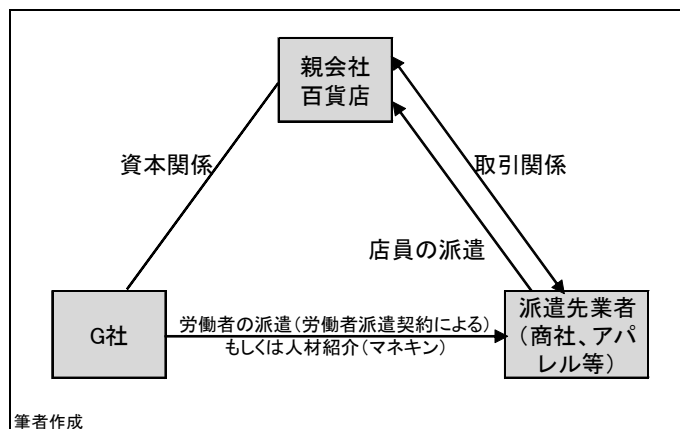 親会社
百貨店
資本関係
取引関係
店員の派遣
G社
労働者の派遣（労働者派遣契約による）
もしくは人材紹介（マネキン）
派遣先業者
（商社、アパ
レル等）
筆者作成